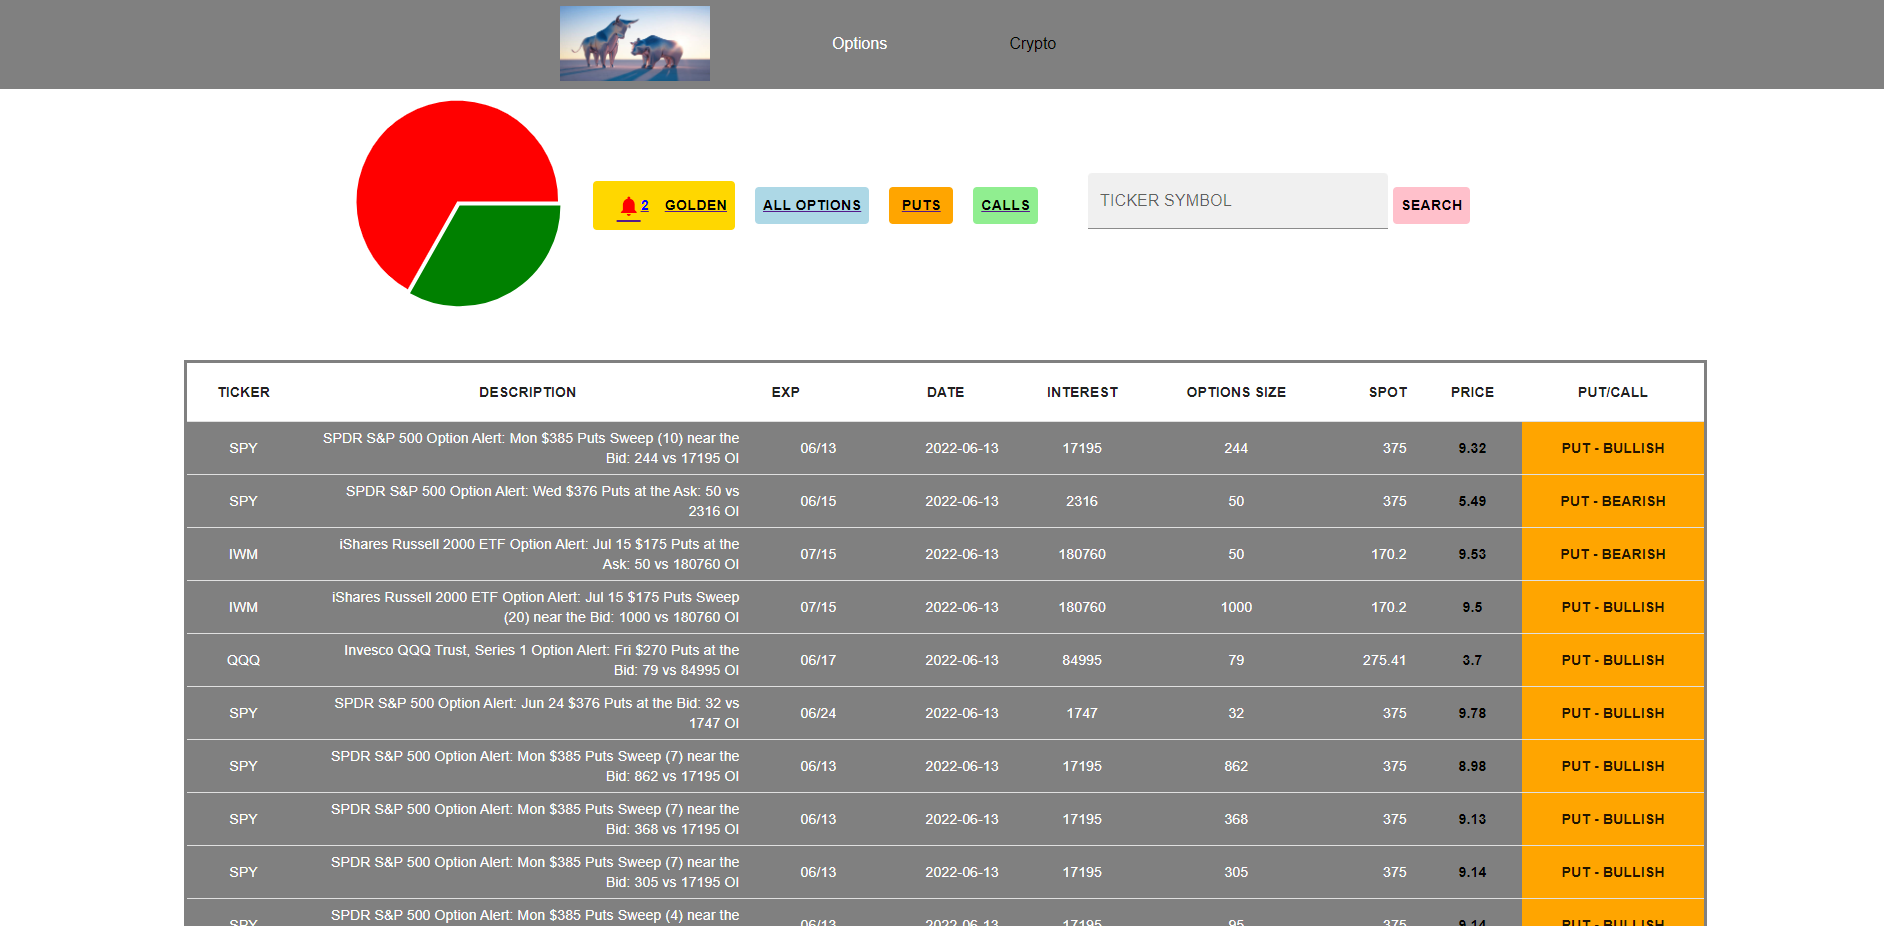 Options Crypto
2 GOLDEN ALL OPTIONS PUTS CALLS TICKER SYMBOL SEARCH
TICKER DESCRIPTION EXP DATE INTEREST OPTIONS SIZE SPOT PRICE PUT/CALL
SPDR S&P 500 Option Alert: Mon $385 Puts Sweep (10) near the
SPY 06/13 2022-06-13 17195 244 375 9.32 PUT - BULLISH
Bid: 244 vs 17195 OI
SPDR S&P 500 Option Alert: Wed $376 Puts at the Ask: 50 vs
SPY 06/15 2022-06-13 2316 50 375 5.49 PUT - BEARISH
2316 OI
iShares Russell 2000 ETF Option Alert: Jul 15 $175 Puts at the
IWM 07/15 2022-06-13 180760 50 170.2 9.53 PUT - BEARISH
Ask: 50 vs 180760 OI
iShares Russell 2000 ETF Option Alert: Jul 15 $175 Puts Sweep
IWM 07/15 2022-06-13 180760 1000 170.2 9.5 PUT - BULLISH
(20) near the Bid: 1000 vs 180760 OI
Invesco QQQ Trust, Series 1 Option Alert: Fri $270 Puts at the
QQQ 06/17 2022-06-13 84995 79 275.41 3.7 PUT - BULLISH
Bid: 79 vs 84995 OI
SPDR S&P 500 Option Alert: Jun 24 $376 Puts at the Bid: 32 vs
SPY 06/24 2022-06-13 1747 32 375 9.78 PUT - BULLISH
1747 OI
SPDR S&P 500 Option Alert: Mon $385 Puts Sweep (7) near the
SPY 06/13 2022-06-13 17195 862 375 8.98 PUT - BULLISH
Bid: 862 vs 17195 OI
SPDR S&P 500 Option Alert: Mon $385 Puts Sweep (7) near the
SPY 06/13 2022-06-13 17195 368 375 9.13 PUT - BULLISH
Bid: 368 vs 17195 OI
SPDR S&P 500 Option Alert: Mon $385 Puts Sweep (7) near the
SPY 06/13 2022-06-13 17195 305 375 9.14 PUT - BULLISH
Bid: 305 vs 17195 OI
SPDR S&P 500 Option Alert: Mon $385 Puts Sweep (4) near the
SPY 06/13 2022-06-13 17195 95 375 9.14 PUT - BULLISH